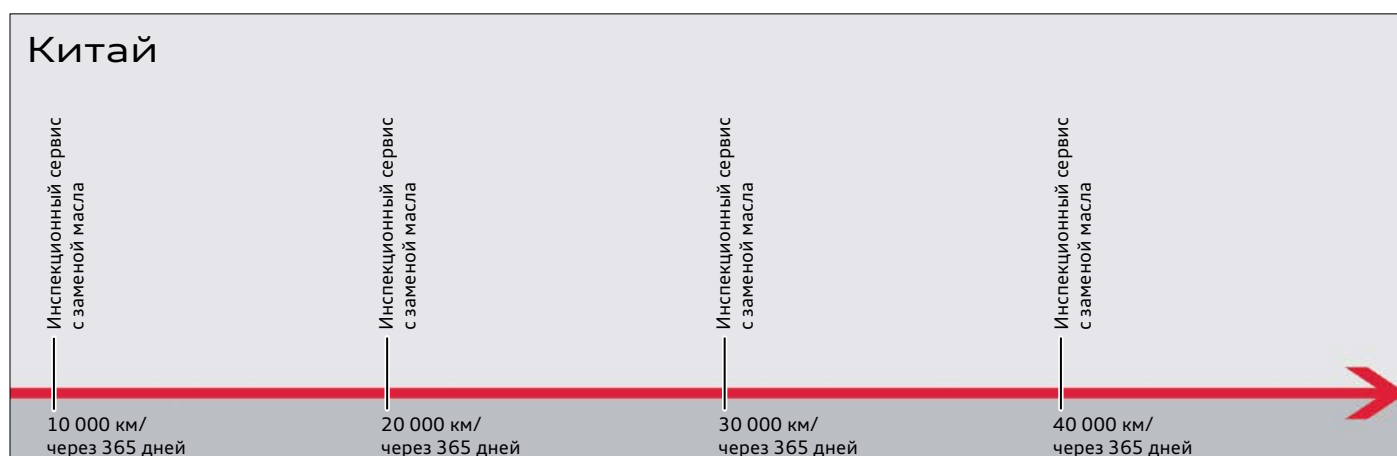 Китай
Инспекционный сервис
с заменой масла
Инспекционный сервис
с заменой масла
Инспекционный сервис
с заменой масла
Инспекционный сервис
с заменой масла
10 000 км/
через 365 дней
20 000 км/
через 365 дней
30 000 км/
через 365 дней
40 000 км/
через 365 дней